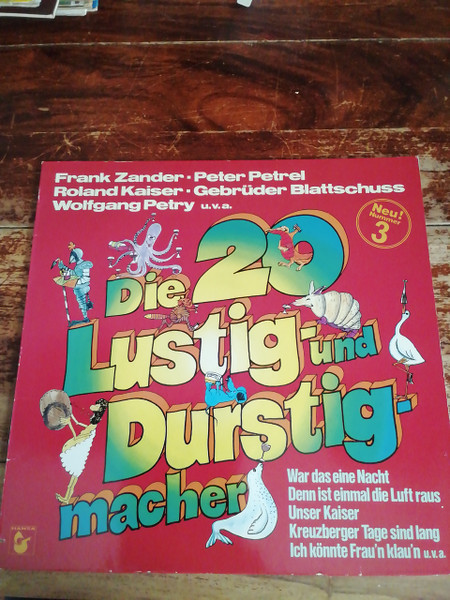 Frank Zander • Peter Petrel
Roland Kaiser • Gebrüder Blattschuss
Wolfgang Petry u.v.a.
Neu!
Nummer
3
Die 20
Lustig- und
Durstig-
macher
War das eine Nacht
Denn ist einmal die Luft raus
Unser Kaiser
Kreuzberger Tage sind lang
Ich könnte Frau'n klau'n u.v.a.
HANSA